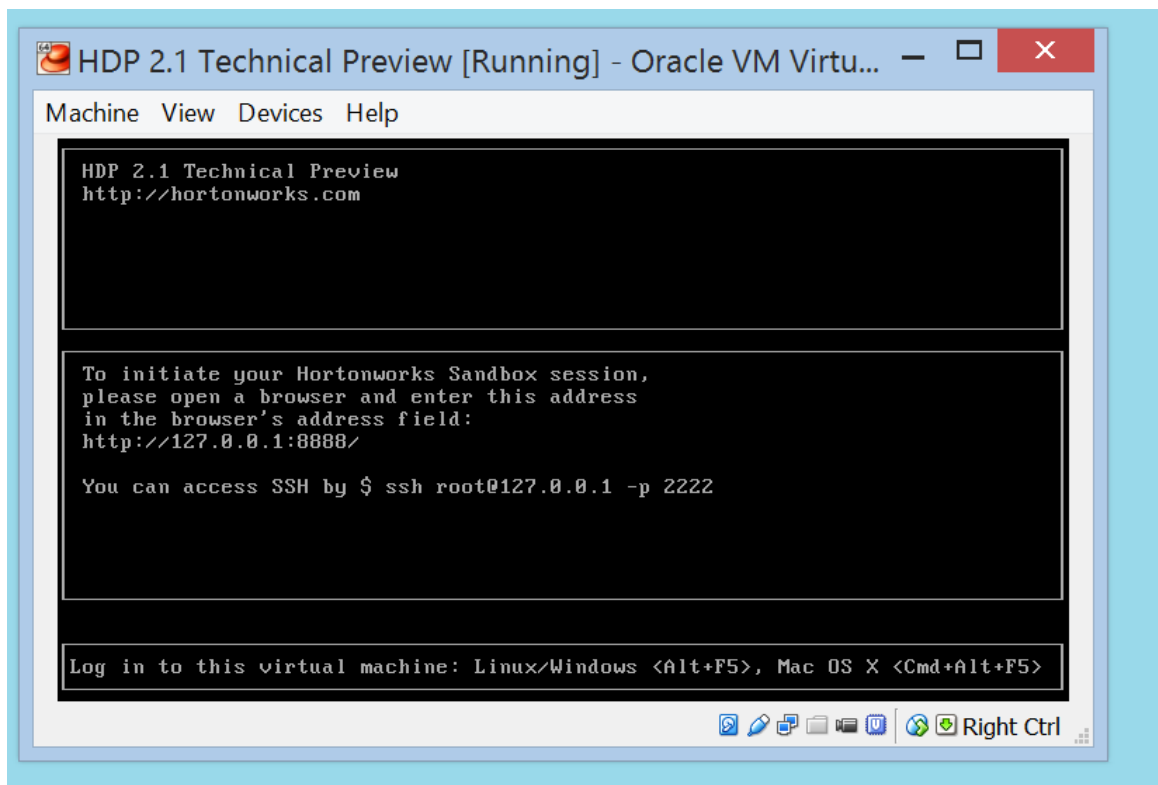 HDP 2.1 Technical Preview [Running] - Oracle VM Virtu...
Machine View Devices Help
HDP 2.1 Technical Preview
http://hortonworks.com
To initiate your Hortonworks Sandbox session,
please open a browser and enter this address
in the browser's address field:
http://127.0.0.1:8888/
You can access SSH by $ ssh root@127.0.0.1 -p 2222
Log in to this virtual machine: Linux/Windows <Alt+F5>, Mac OS X <Cmd+Alt+F5>
Right Ctrl